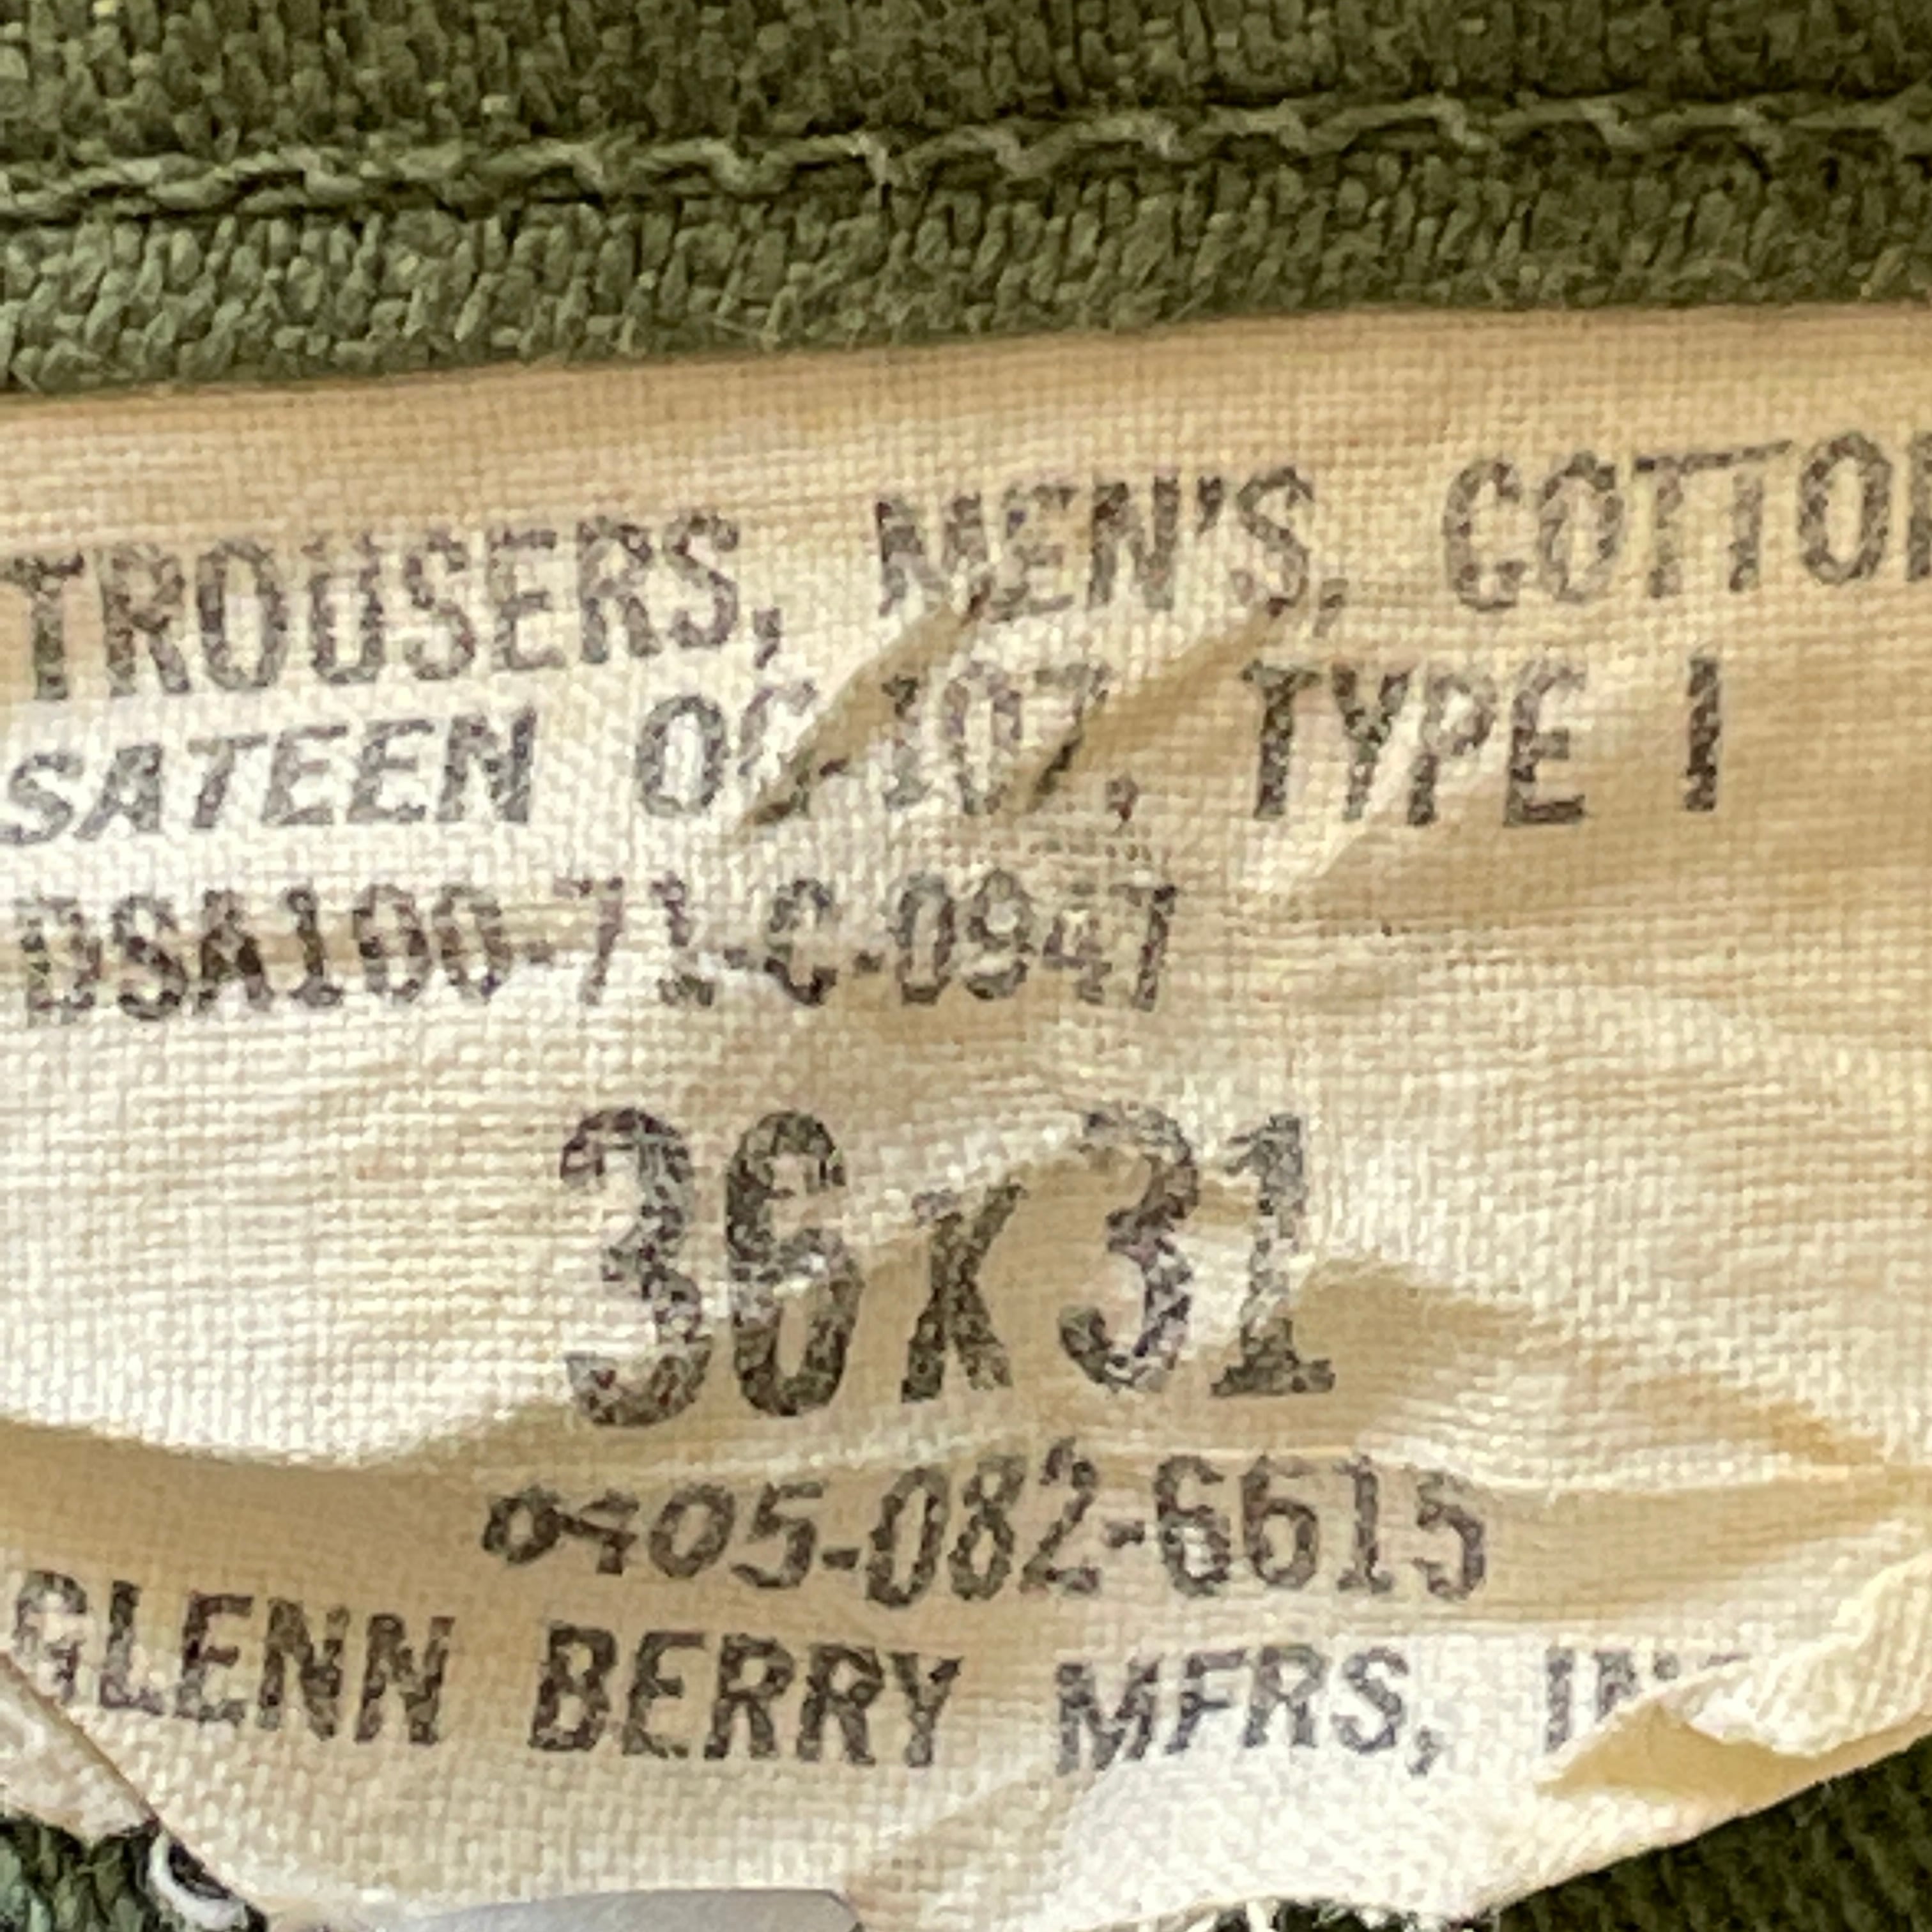 TROUSERS, MEN'S, COTTON
SATEEN OG 107, TYPE I
DSA100-71-C-0947
36X31
8405-082-6615
GLENN BERRY MFRS, INC